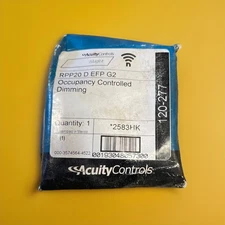 AcuityControls
RPP20 D EFP G2
Occupancy Controlled
Dimming
120-277
Quantity: 1
*2583HK
AcuityControls